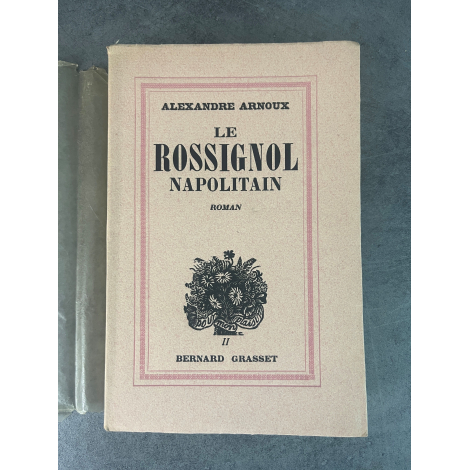 ALEXANDRE ARNOUX
LE
ROSSIGNOL
NAPOLITAIN
ROMAN
II
BERNARD GRASSET